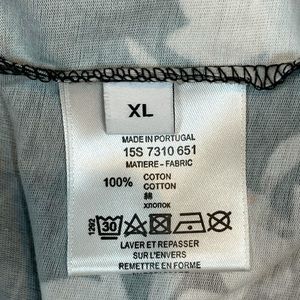 XL
MADE IN PORTUGAL
15S 7310 651
MATIERE - FABRIC
100% COTON
COTTON
棉
ХЛОПОК
1292
30
LAVER ET REPASSER
SUR L'ENVERS
REMETTRE EN FORME